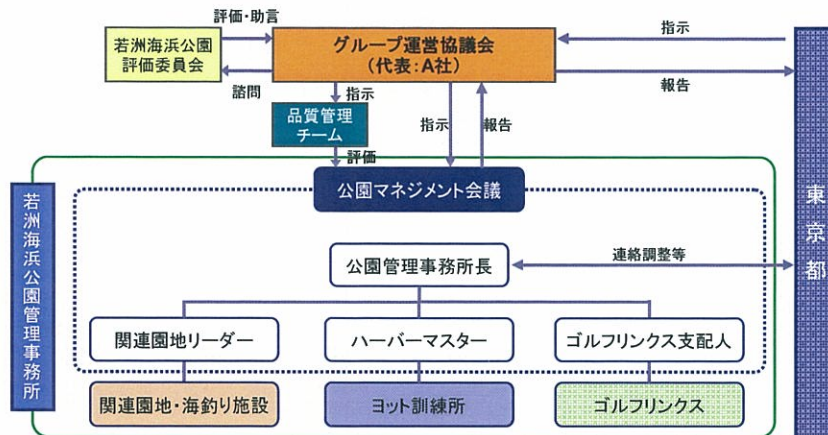 評価・助言
若洲海浜公園
評価委員会
諮問
グループ運営協議会
(代表:A社)
指示
報告
指示
品質管理
チーム
評価
指示
報告
公園マネジメント会議
若洲海浜公園管理事務所
東京都
公園管理事務所長
連絡調整等
関連園地リーダー
ハーバーマスター
ゴルフリンクス支配人
関連園地・海釣り施設
ヨット訓練所
ゴルフリンクス